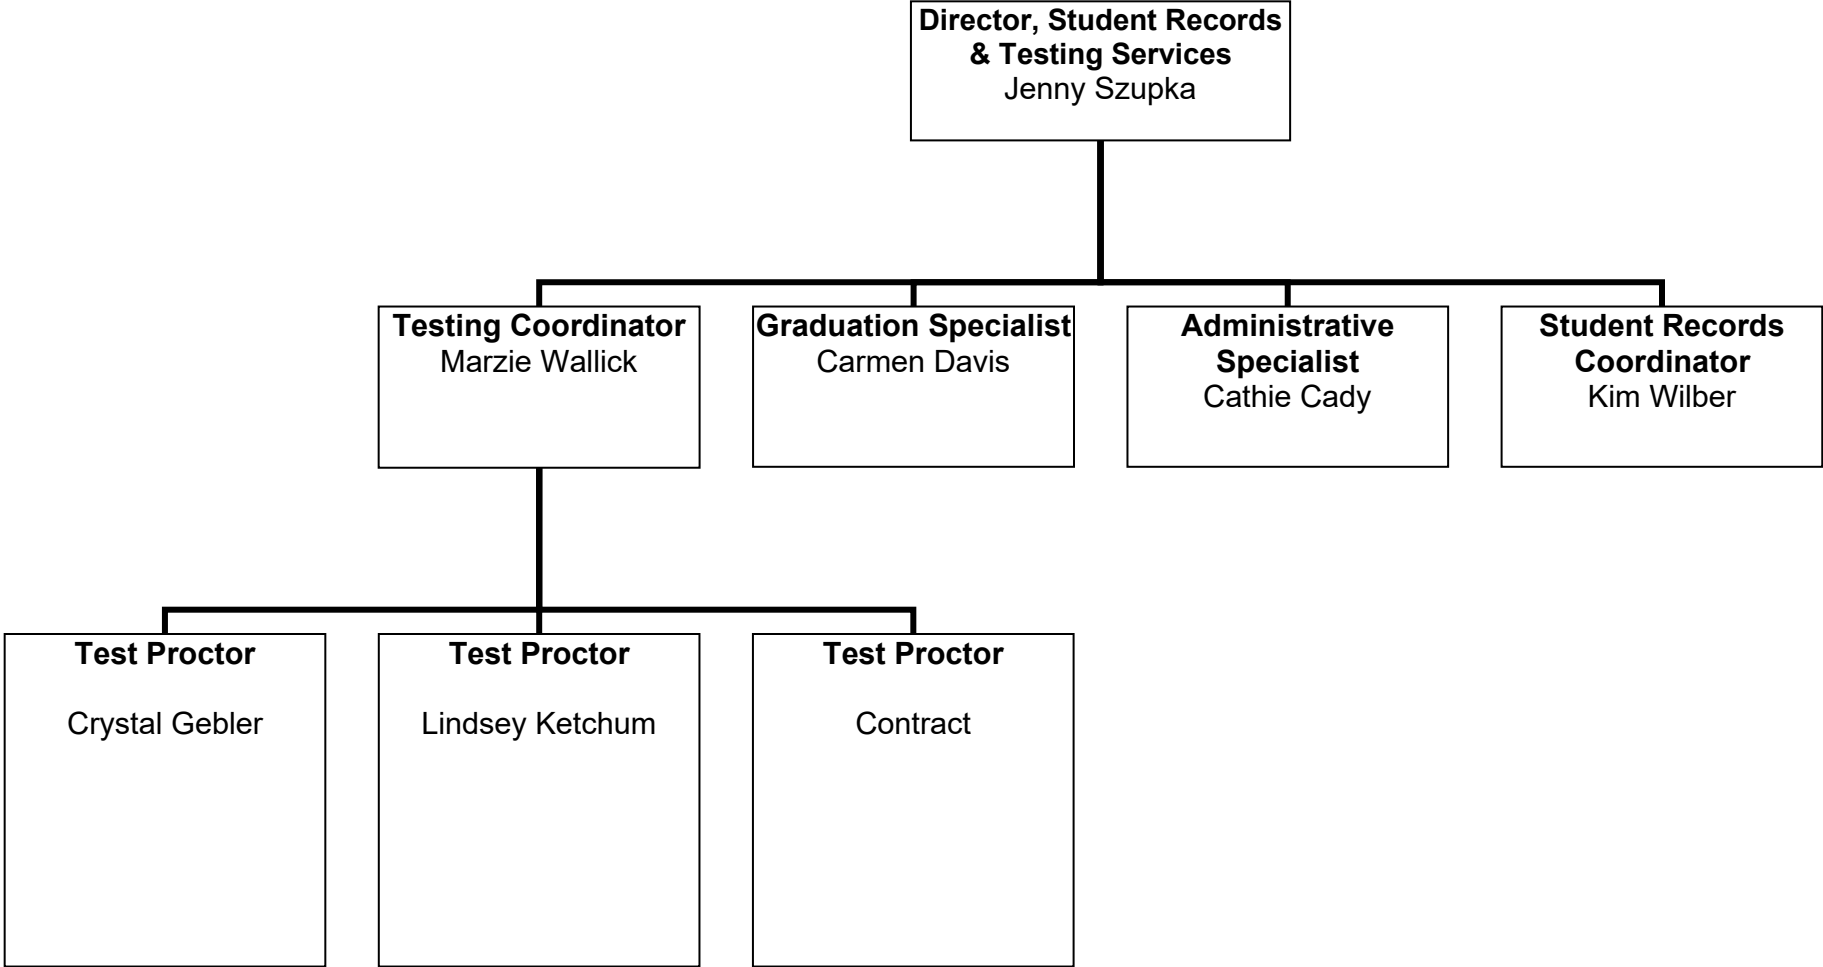 Director, Student Records
& Testing Services
Jenny Szupka
Testing Coordinator
Marzie Wallick
Graduation Specialist
Carmen Davis
Administrative
Specialist
Cathie Cady
Student Records
Coordinator
Kim Wilber
Test Proctor
Crystal Gebler
Test Proctor
Lindsey Ketchum
Test Proctor
Contract